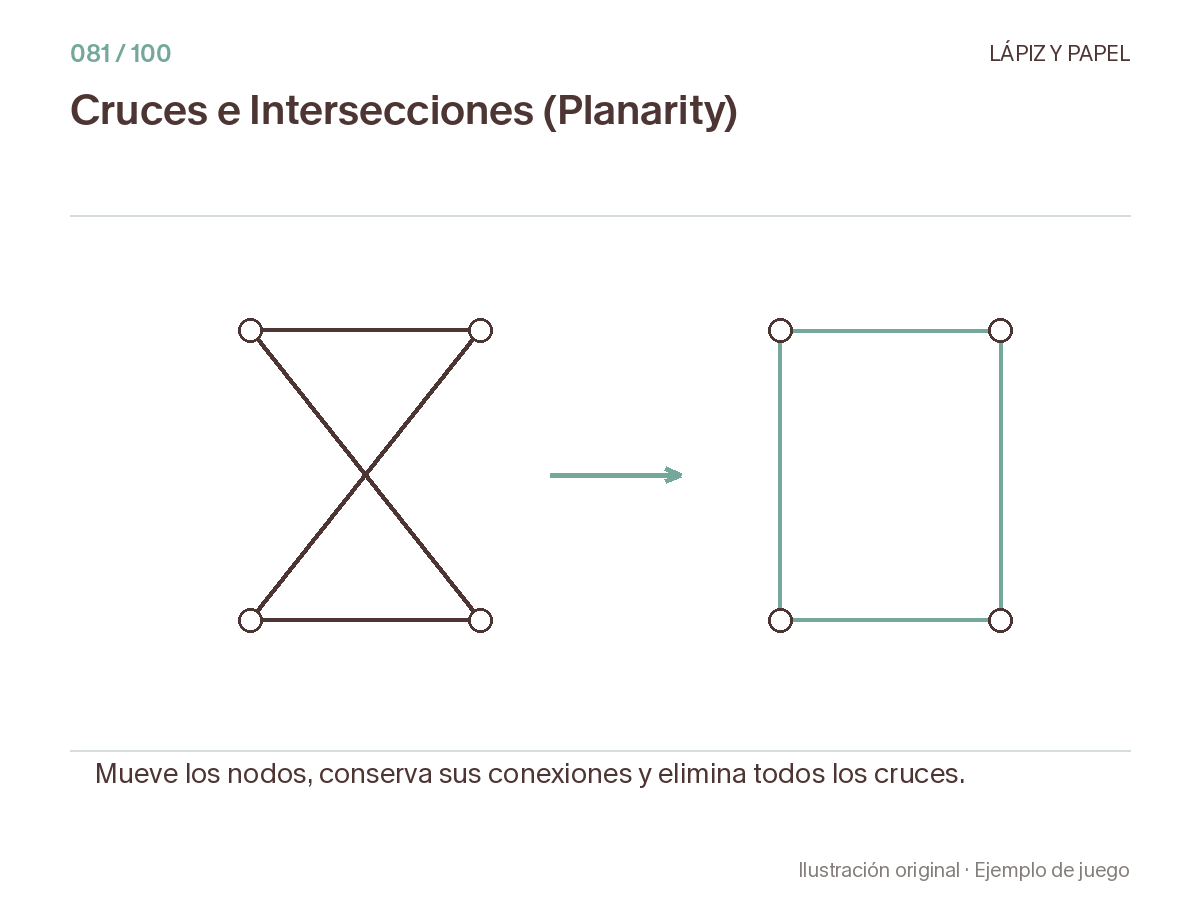 081 / 100
LÁPIZ Y PAPEL
Cruces e Intersecciones (Planarity)
Mueve los nodos, conserva sus conexiones y elimina todos los cruces.
Ilustración original · Ejemplo de juego